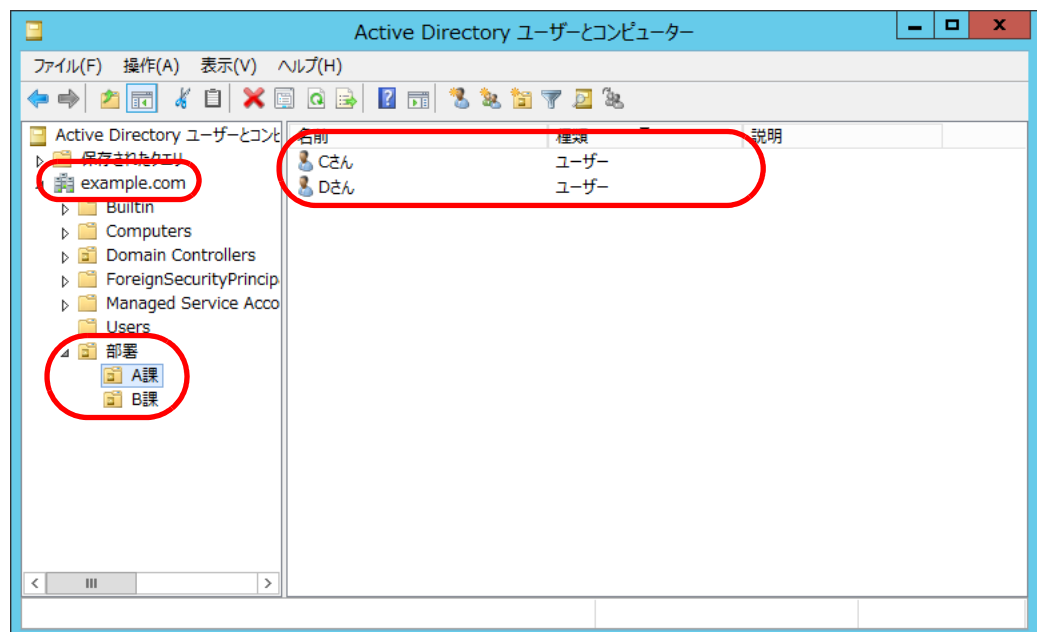 Active Directory ユーザーとコンピューター
ファイル(F) 操作(A) 表示(V) ヘルプ(H)
Active Directory ユーザーとコンピ
保存されたクエリ
example.com
Builtin
Computers
Domain Controllers
ForeignSecurityPrincip
Managed Service Acco
Users
部署
A課
B課
名前 種類 説明
Cさん ユーザー
Dさん ユーザー